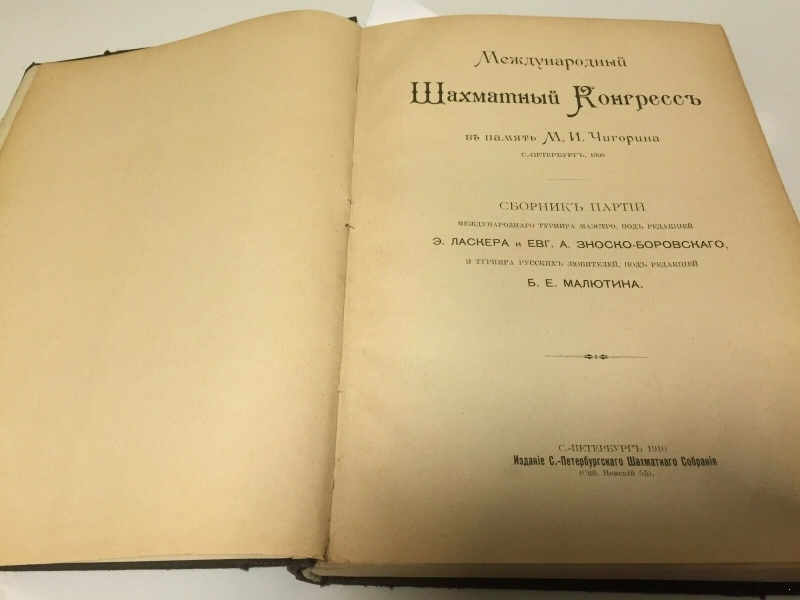 Международный
Шахматный Конгрессъ
въ память М. И. Чигорина
С.-ПЕТЕРБУРГЪ, 1909.
СБОРНИКЪ ПАРТІЙ
МЕЖДУНАРОДНАГО ТУРНИРА МАЭСТРО, ПОДЪ РЕДАКЦІЕЙ
Э. ЛАСКЕРА и ЕВГ. А. ЗНОСКО-БОРОВСКАГО,
И ТУРНИРА РУССКИХЪ ЛЮБИТЕЛЕЙ, ПОДЪ РЕДАКЦІЕЙ
Б. Е. МАЛЮТИНА.
С.-ПЕТЕРБУРГЪ 1910
Изданіе С.-Петербургскаго Шахматнаго Собранія
(Спб. Невскій 55).